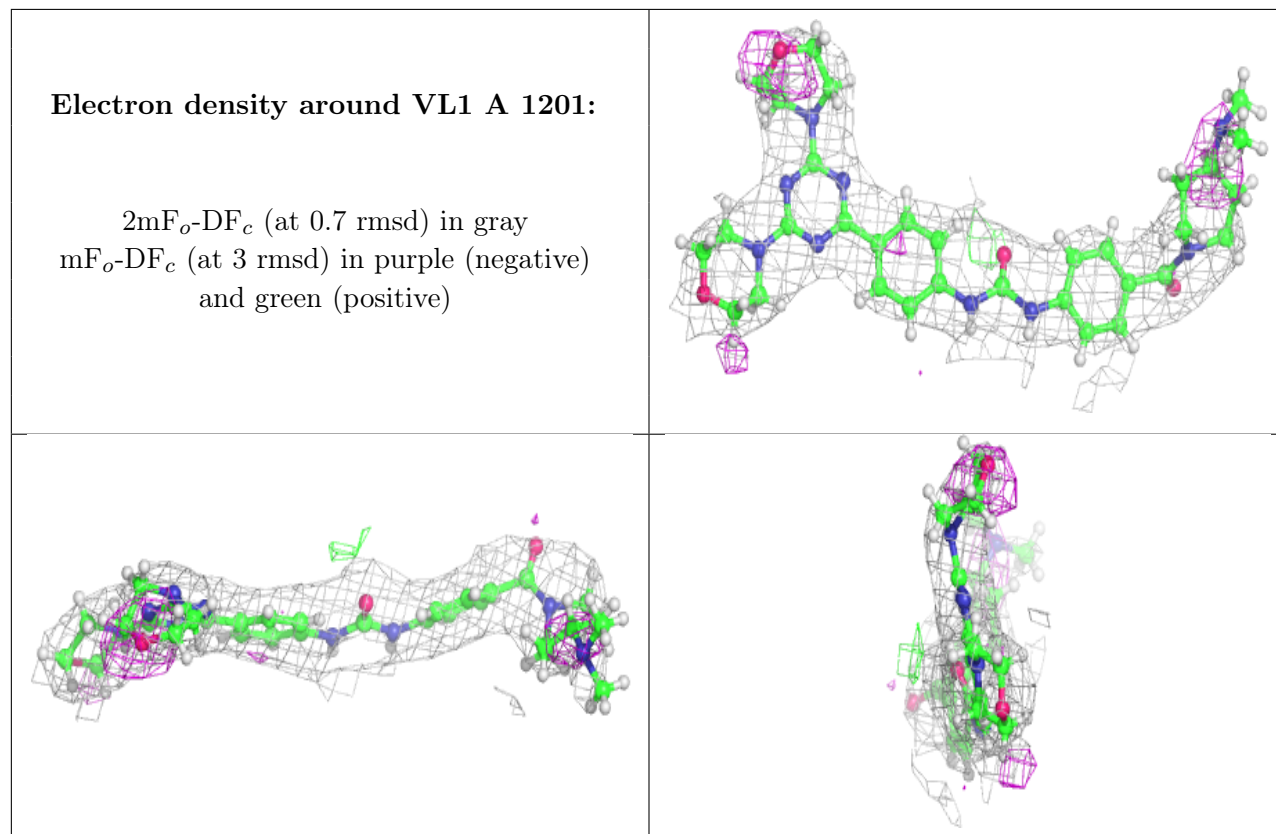 Electron density around VL1 A 1201:
2mFₒ-DF𝒸 (at 0.7 rmsd) in gray
mFₒ-DF𝒸 (at 3 rmsd) in purple (negative)
and green (positive)